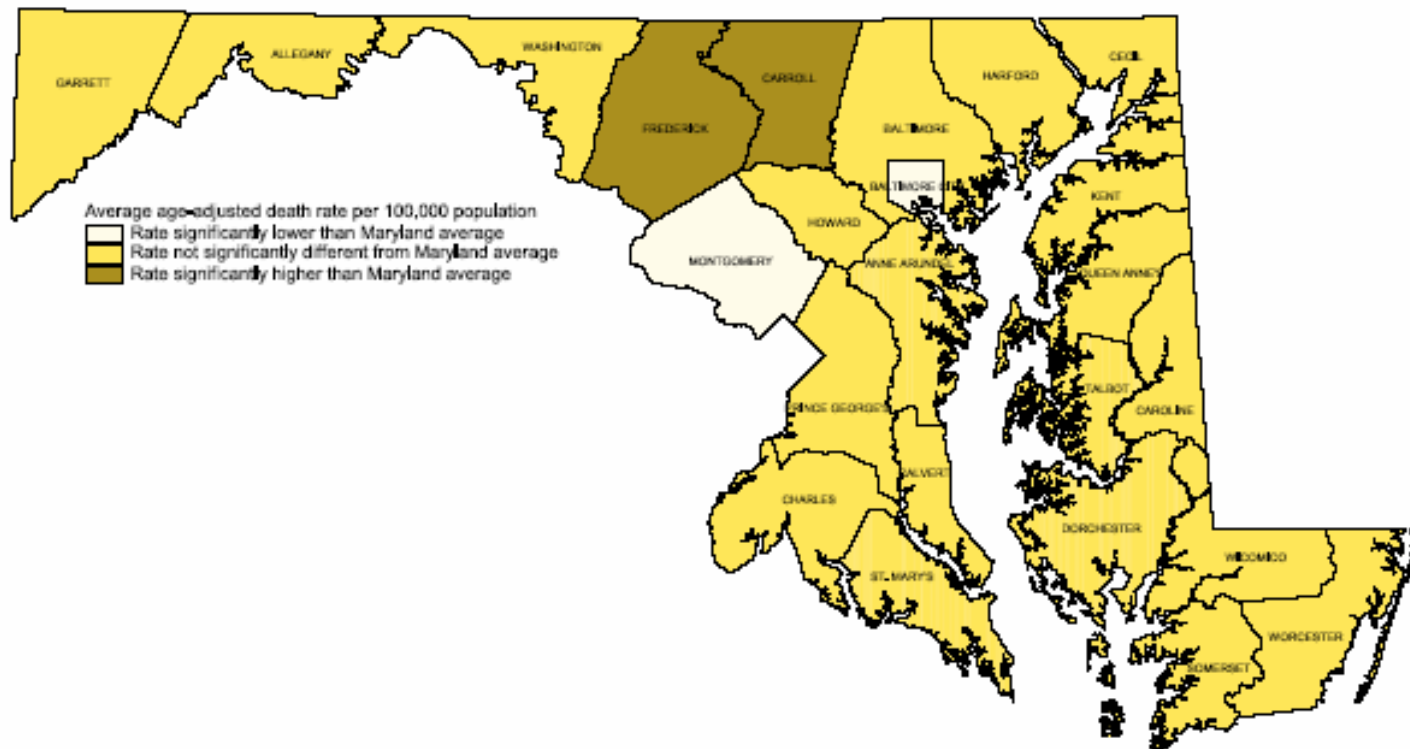 GARRETT
ALLEGANY
WASHINGTON
FREDERICK
CARROLL
BALTIMORE
HARFORD
CECIL
BALTIMORE
KENT
HOWARD
MONTGOMERY
ANNE ARUNDEL
QUEEN ANNE'S
Average age-adjusted death rate per 100,000 population
Rate significantly lower than Maryland average
Rate not significantly different from Maryland average
Rate significantly higher than Maryland average
TALBOT
CAROLINE
PRINCE GEORGES
CALVERT
CHARLES
DORCHESTER
ST. MARY'S
WICOMICO
WORCESTER
SOMERSET